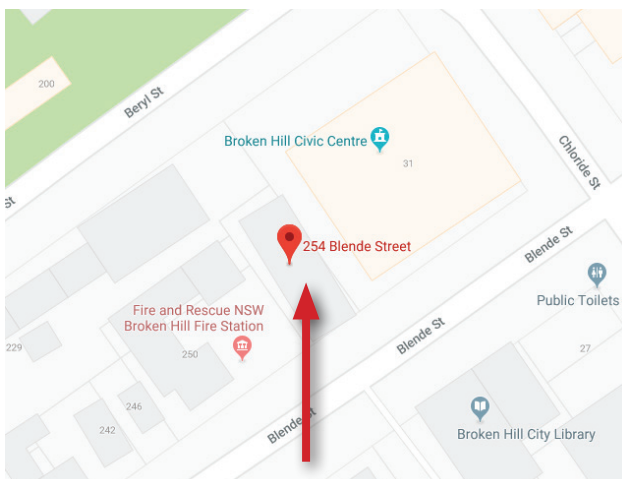 200
Beryl St
Broken Hill Civic Centre
31
Chloride St
St
254 Blende Street
Blende St
Public Toilets
Fire and Rescue NSW
Broken Hill Fire Station
250
229
Blende St
27
246
242
Blende St
Broken Hill City Library